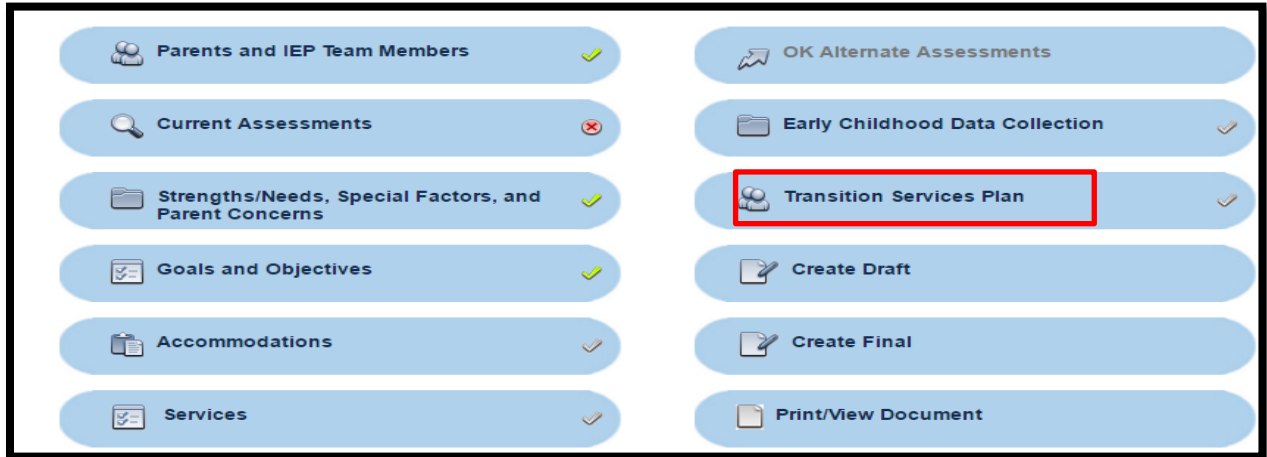 Parents and IEP Team Members
Current Assessments
Strengths/Needs, Special Factors, and
Parent Concerns
Goals and Objectives
Accommodations
Services
OK Alternate Assessments
Early Childhood Data Collection
Transition Services Plan
Create Draft
Create Final
Print/View Document